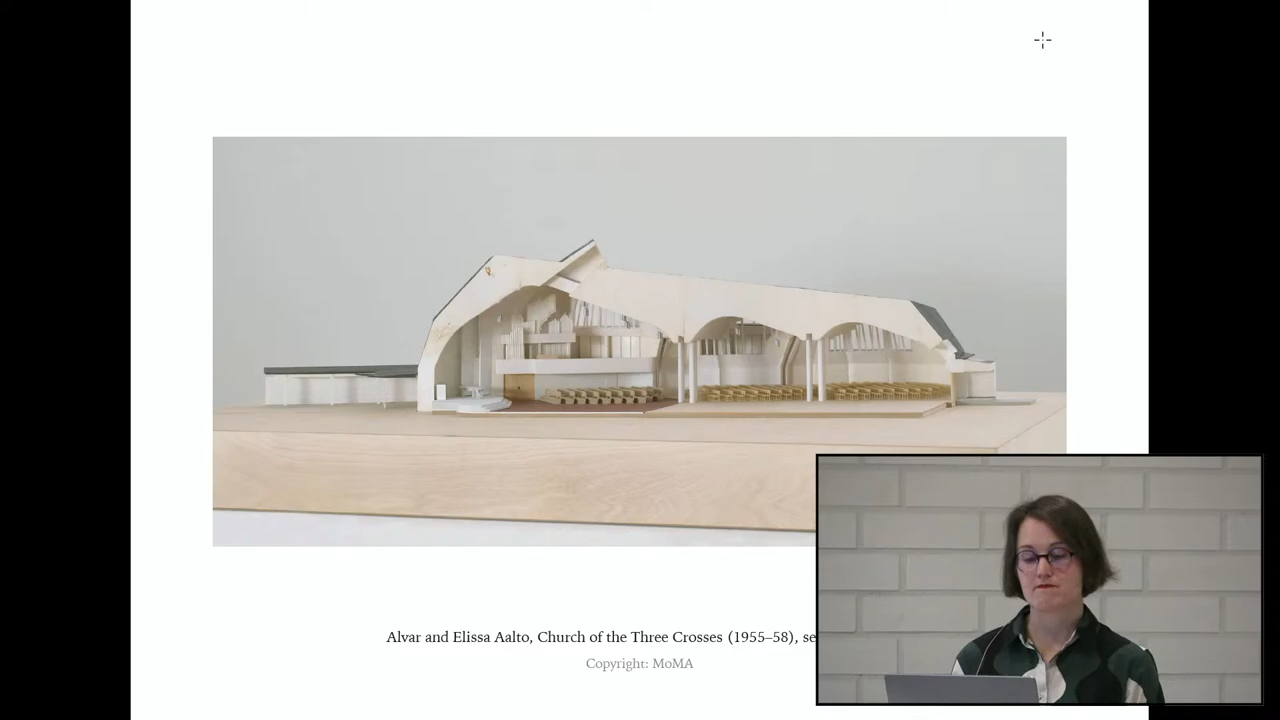 Alvar and Elissa Aalto, Church of the Three Crosses (1955–58),
Copyright: MoMA